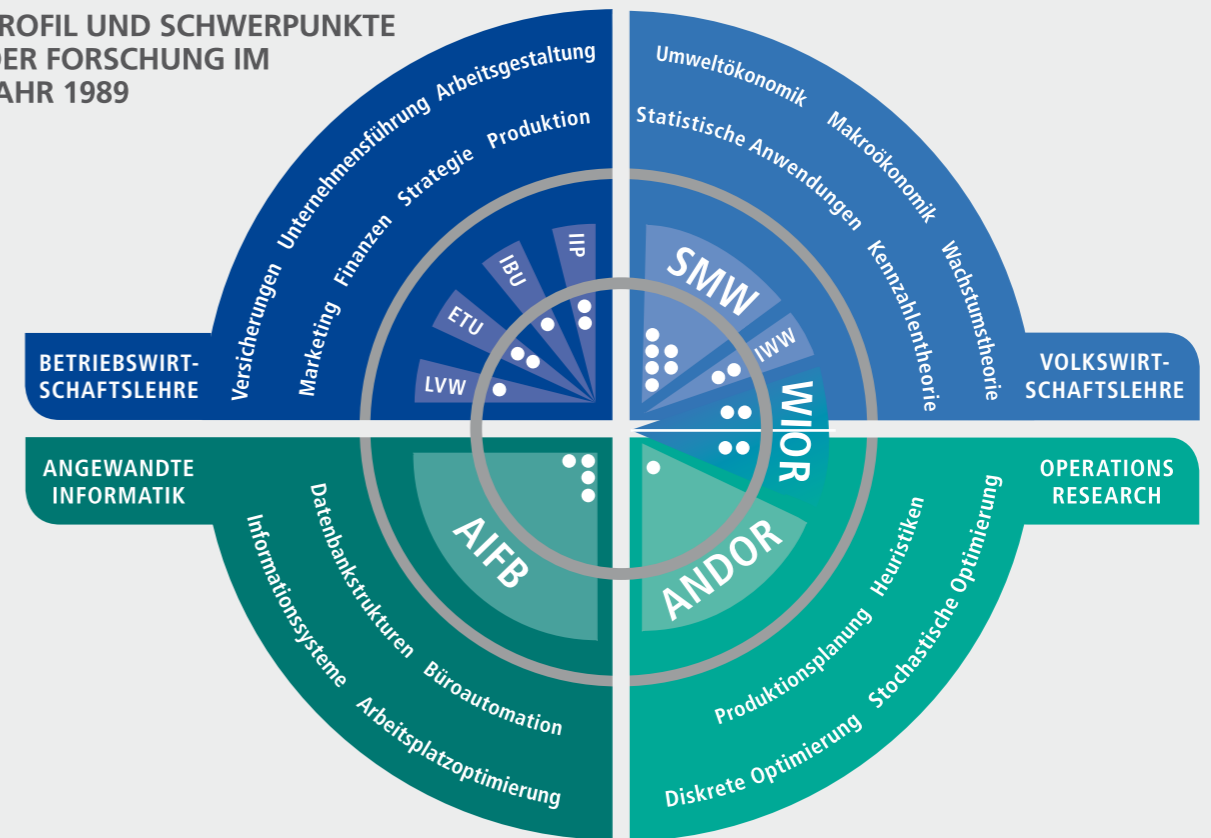 ROFIL UND SCHWERPUNKTE
DER FORSCHUNG IM
AHR 1989
Versicherungen Unternehmensführung Arbeitsgestaltung
Marketing Finanzen Strategie Produktion
Umweltökonomik Makroökonomik Wachstumstheorie
Statistische Anwendungen Kennzahlentheorie
BETRIEBSWIRT-
SCHAFTSLEHRE
LVW
ETU
IBU
IIP
SMW
IWW
WIOR
VOLKSWIRT-
SCHAFTSLEHRE
ANGEWANDTE
INFORMATIK
AIFB
ANDOR
OPERATIONS
RESEARCH
Datenbankstrukturen Büroautomation
Informationssysteme Arbeitsplatzoptimierung
Produktionsplanung Heuristiken
Diskrete Optimierung Stochastische Optimierung